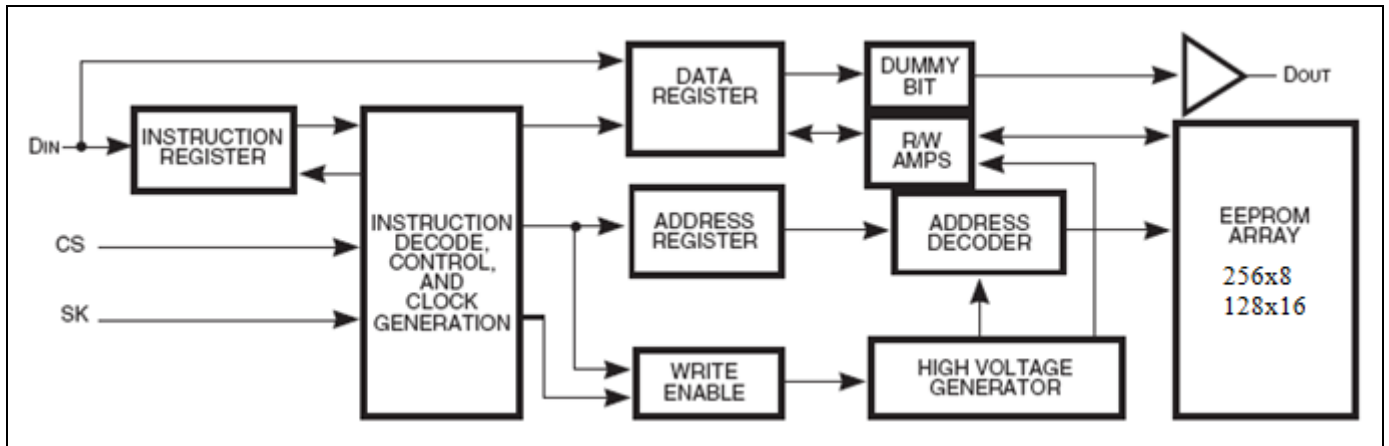 DIN
INSTRUCTION
REGISTER
CS
SK
INSTRUCTION
DECODE,
CONTROL,
AND
CLOCK
GENERATION
DATA
REGISTER
ADDRESS
REGISTER
WRITE
ENABLE
DUMMY
BIT
R/W
AMPS
ADDRESS
DECODER
HIGH VOLTAGE
GENERATOR
DOUT
EEPROM
ARRAY
256x8
128x16